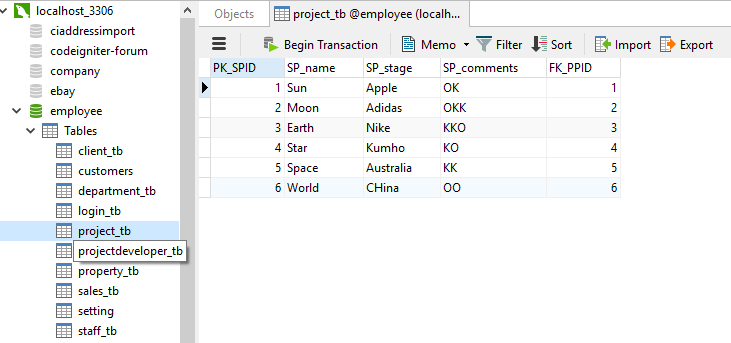 localhost_3306
ciaddressimport
codeigniter-forum
company
ebay
employee
Tables
client_tb
customers
department_tb
login_tb
project_tb
projectdeveloper_tb
property_tb
sales_tb
setting
staff_tb
Objects project_tb @employee (localh...
Begin Transaction Memo Filter Sort Import Export
PK_SPID SP_name SP_stage SP_comments FK_PPID
1 Sun Apple OK 1
2 Moon Adidas OKK 2
3 Earth Nike KKO 3
4 Star Kumho KO 4
5 Space Australia KK 5
6 World CHina OO 6